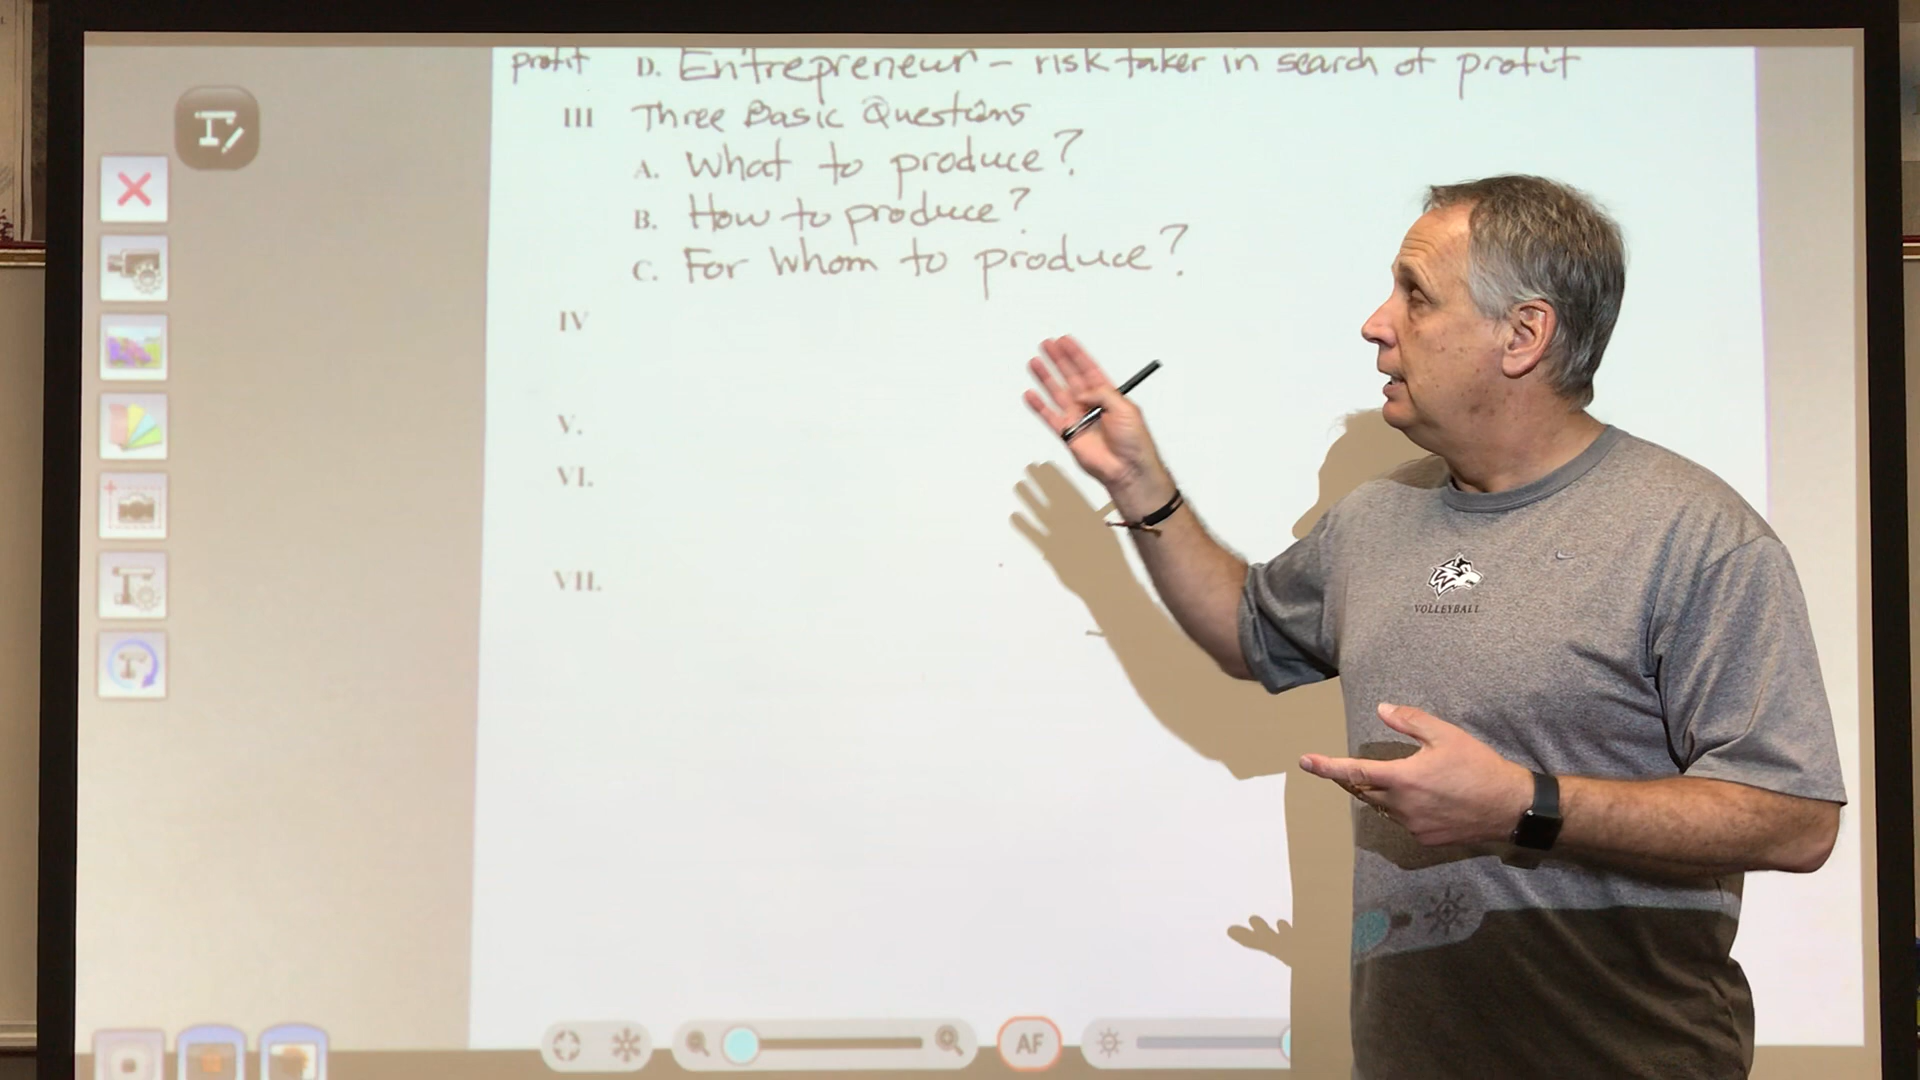 profit D. Entrepreneur - risk taker in search of profit
III Three Basic Questions
A. What to produce?
B. How to produce?
C. For Whom to produce?
IV
V.
VI.
VII.
VOLLEYBALL
AF